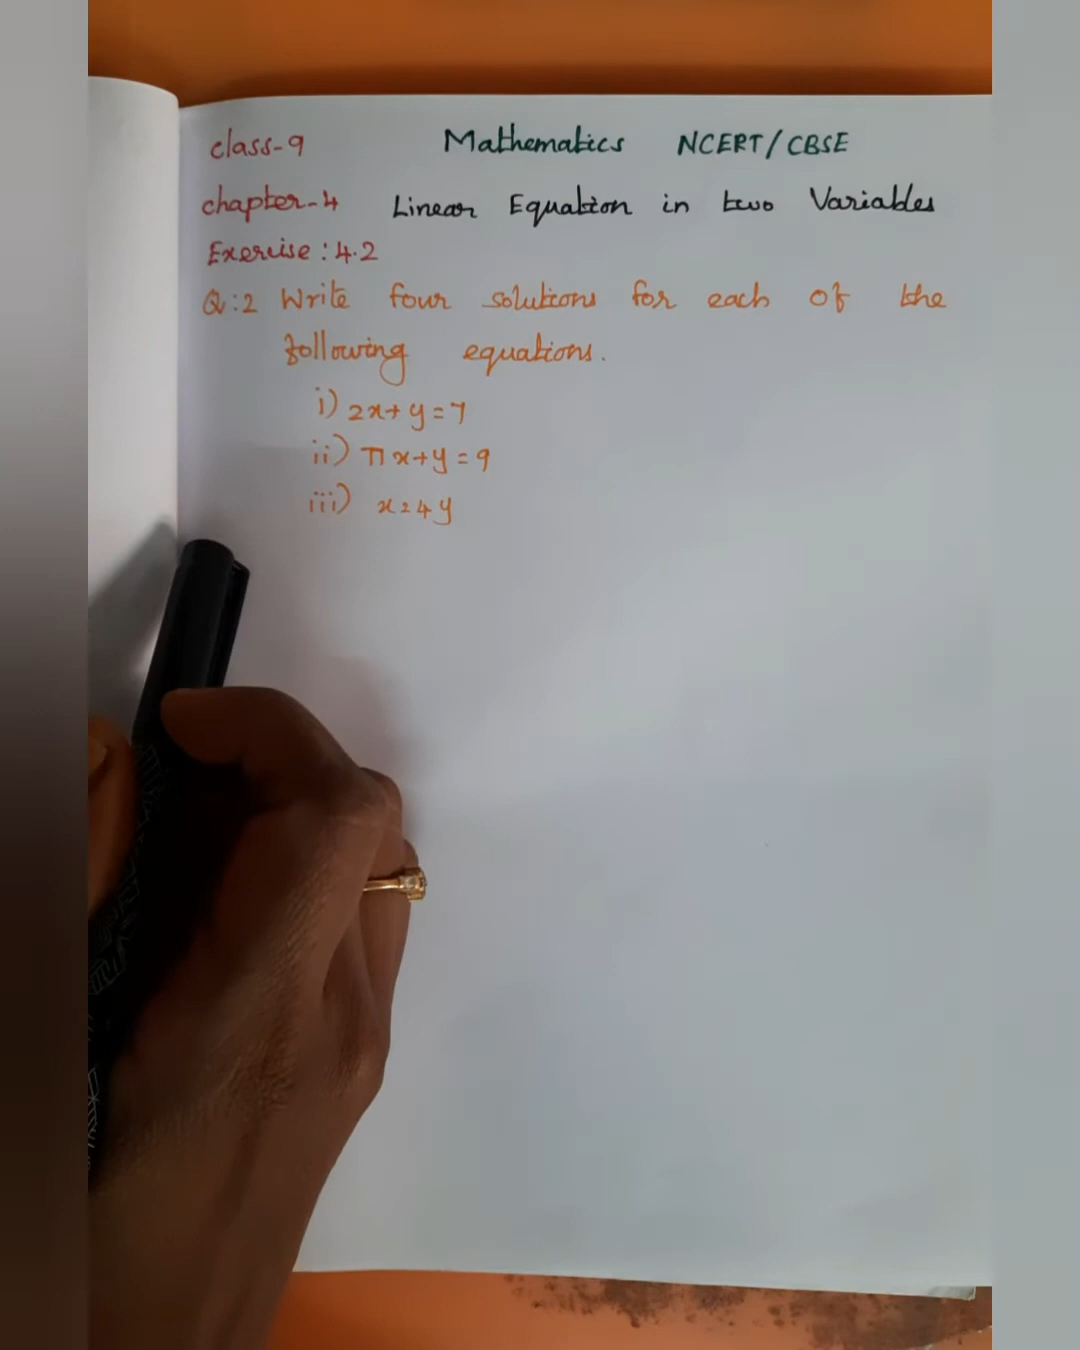 class-9 Mathematics NCERT/CBSE
chapter-4 Linear Equation in two Variables
Exercise : 4.2
Q:2 Write four solutions for each of the
following equations.
i) 2x+y=7
ii) πx+y=9
iii) x=4y